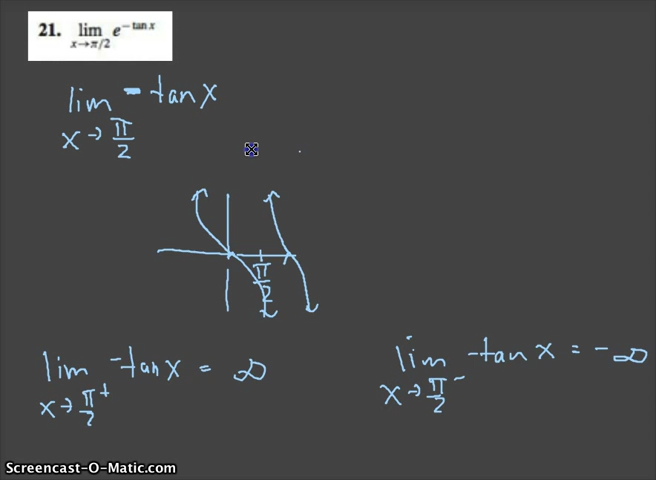 21. lim e^{-tan x}
x→π/2
lim -tan x
x→π/2
π/2
lim -tan x = ∞
x→π/2⁺
lim -tan x = -∞
x→π/2⁻
Screencast-O-Matic.com